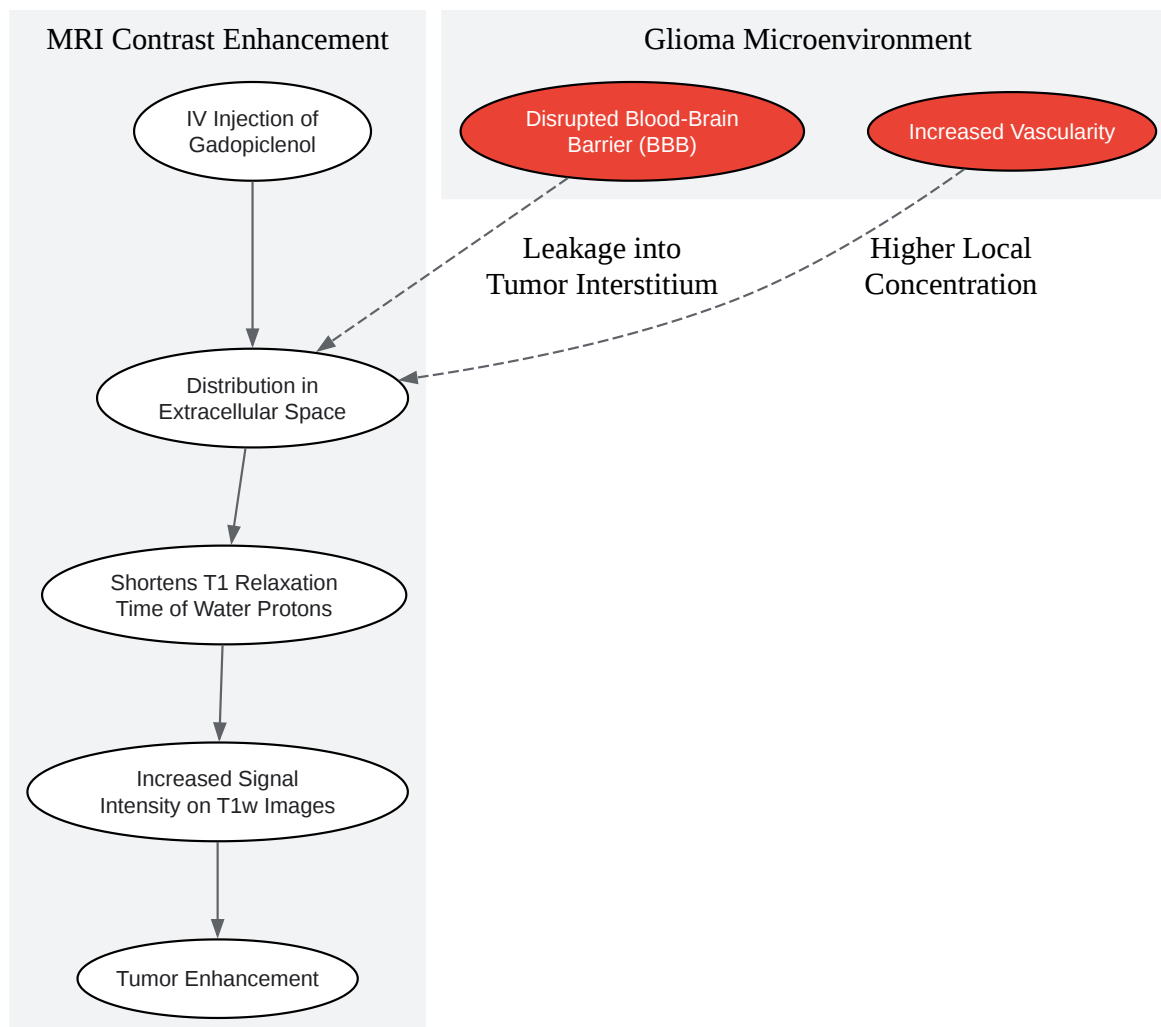 MRI Contrast Enhancement
Glioma Microenvironment
IV Injection of
Gadopiclenol
Disrupted Blood-Brain
Barrier (BBB)
Increased Vascularity
Leakage into
Tumor Interstitium
Higher Local
Concentration
Distribution in
Extracellular Space
Shortens T1 Relaxation
Time of Water Protons
Increased Signal
Intensity on T1w Images
Tumor Enhancement